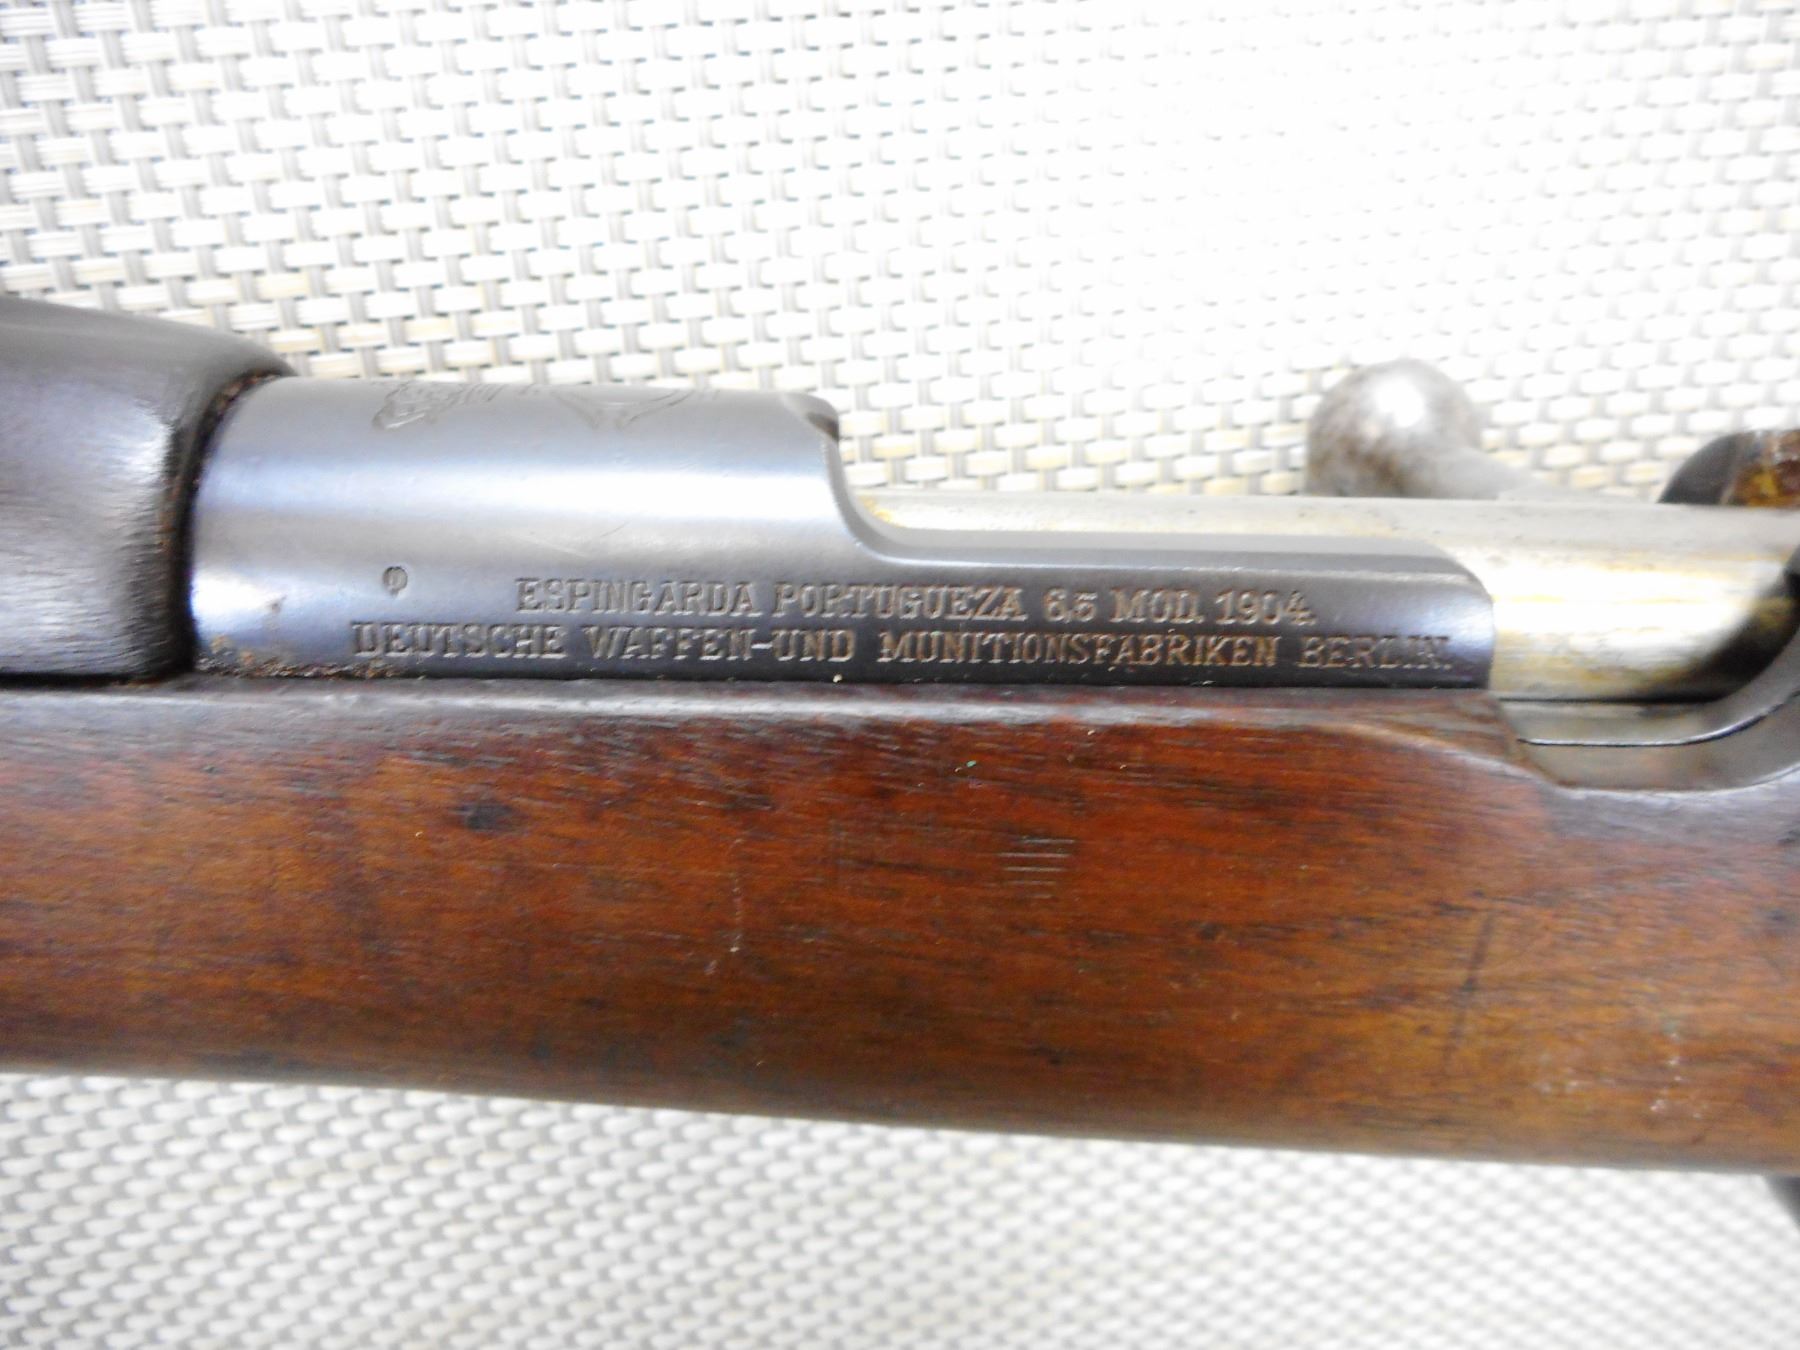 ESPINGARDA PORTUGUEZA 6,5 MOD. 1904.
DEUTSCHE WAFFEN-UND MUNITIONSFABRIKEN BERLIN.